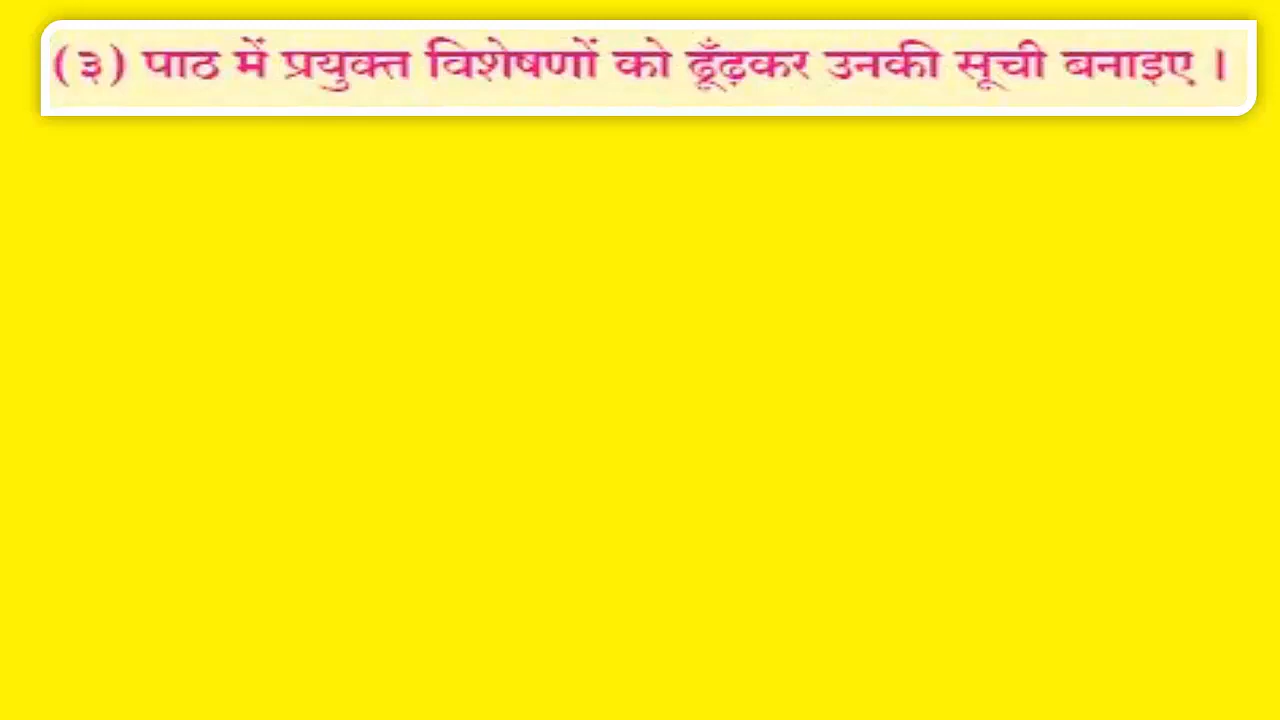 (३) पाठ में प्रयुक्त विशेषणों को ढूँढ़कर उनकी सूची बनाइए ।